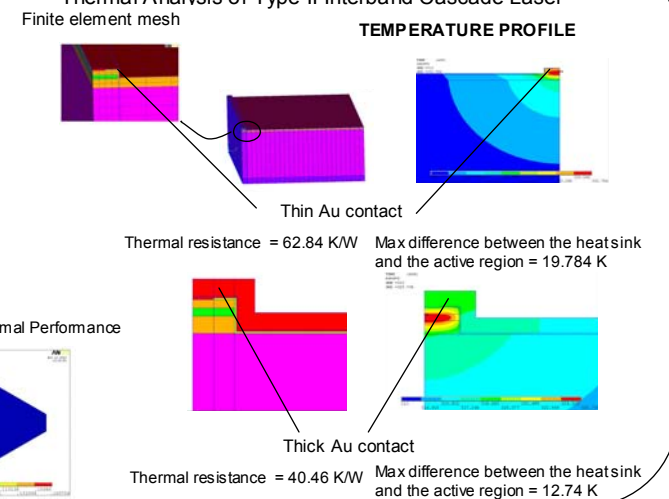 Thermal Analysis of Type-II Interband Cascade Laser
Finite element mesh
TEMPERATURE PROFILE
Thin Au contact
Thermal resistance = 62.84 K/W
Max difference between the heat sink
and the active region = 19.784 K
mal Performance
Thick Au contact
Thermal resistance = 40.46 K/W
Max difference between the heat sink
and the active region = 12.74 K